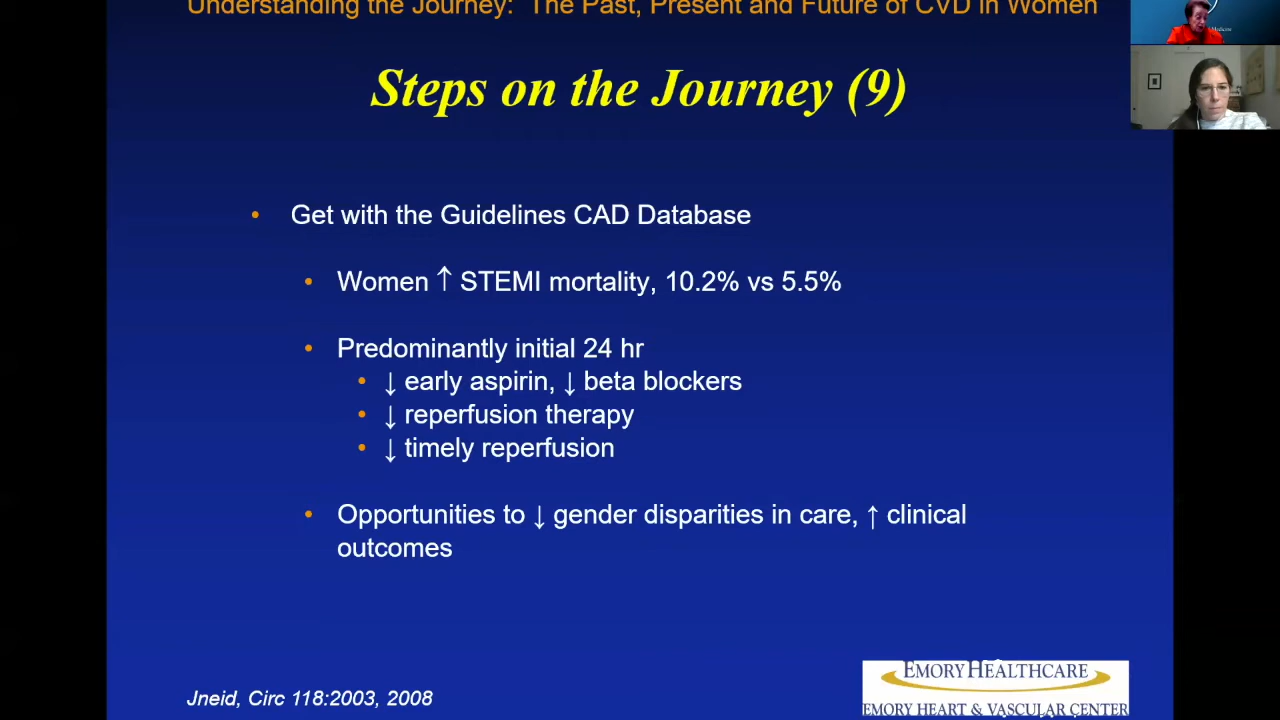 Understanding the Journey: The Past, Present and Future of CVD in Women
Steps on the Journey (9)
• Get with the Guidelines CAD Database
• Women ↑ STEMI mortality, 10.2% vs 5.5%
• Predominantly initial 24 hr
• ↓ early aspirin, ↓ beta blockers
• ↓ reperfusion therapy
• ↓ timely reperfusion
• Opportunities to ↓ gender disparities in care, ↑ clinical
outcomes
Jneid, Circ 118:2003, 2008
EMORY HEALTHCARE
EMORY HEART & VASCULAR CENTER